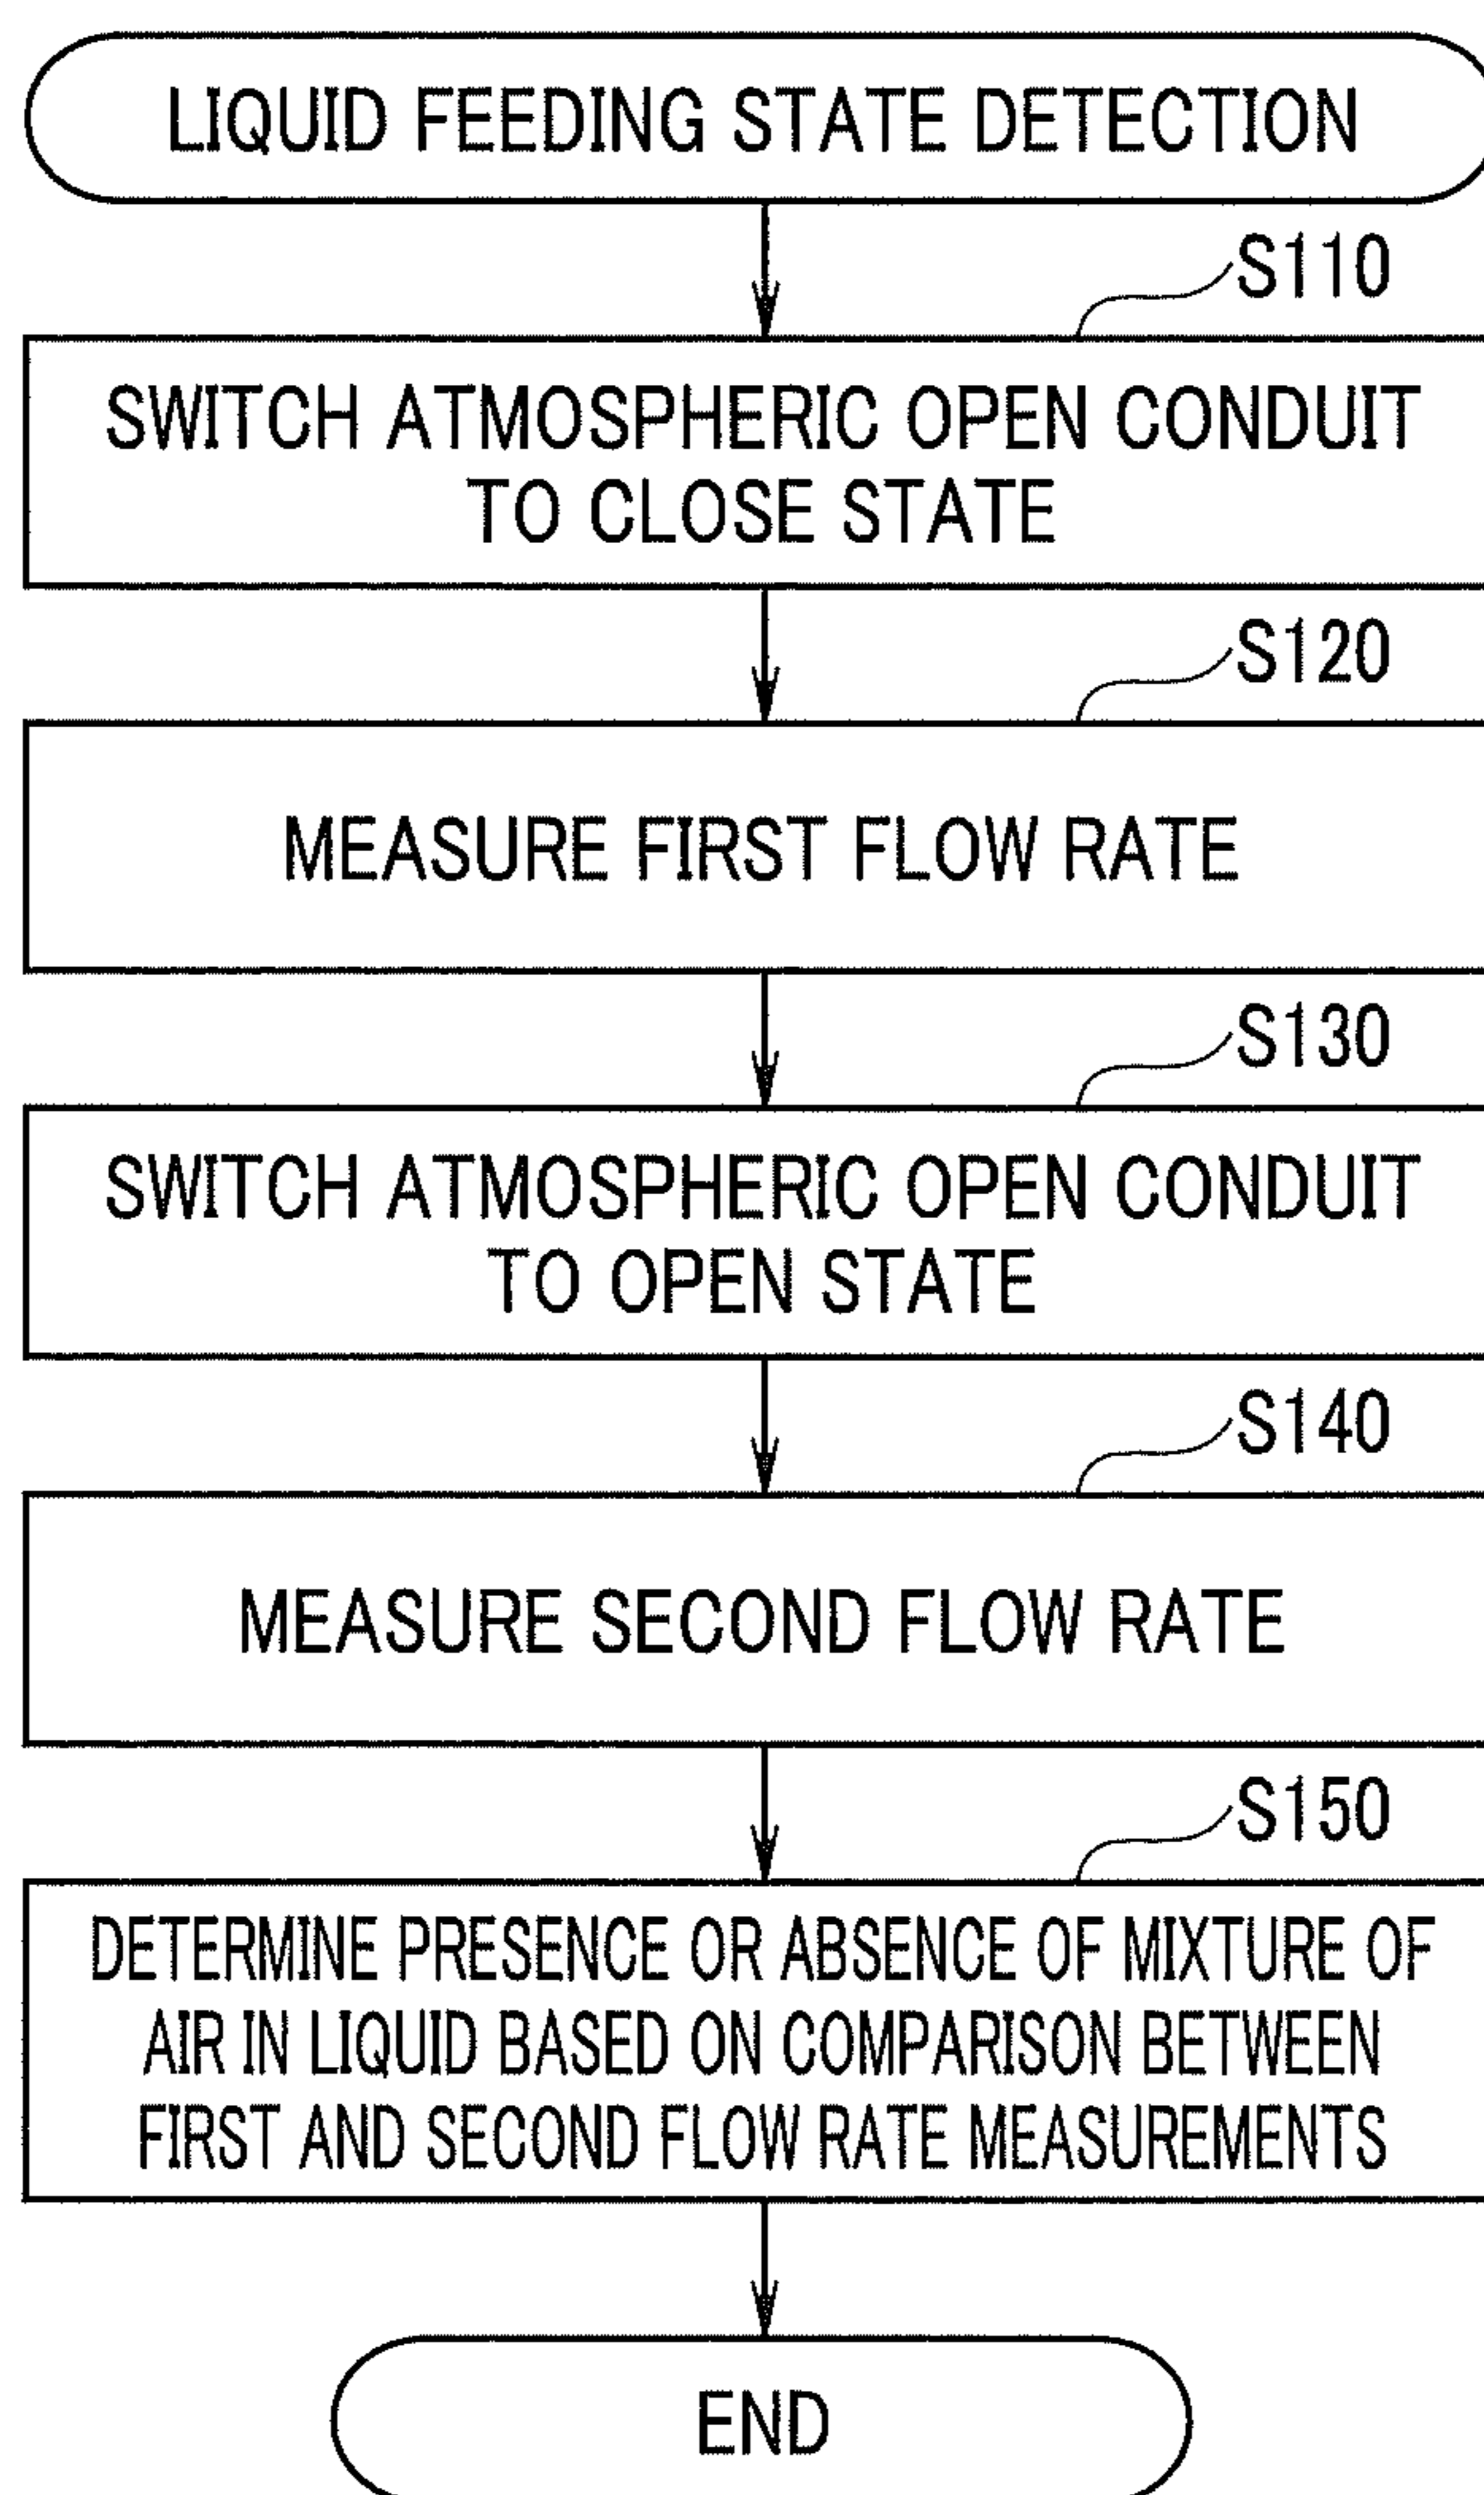 LIQUID FEEDING STATE DETECTION
S110
SWITCH ATMOSPHERIC OPEN CONDUIT
TO CLOSE STATE
S120
MEASURE FIRST FLOW RATE
S130
SWITCH ATMOSPHERIC OPEN CONDUIT
TO OPEN STATE
S140
MEASURE SECOND FLOW RATE
S150
DETERMINE PRESENCE OR ABSENCE OF MIXTURE OF
AIR IN LIQUID BASED ON COMPARISON BETWEEN
FIRST AND SECOND FLOW RATE MEASUREMENTS
END